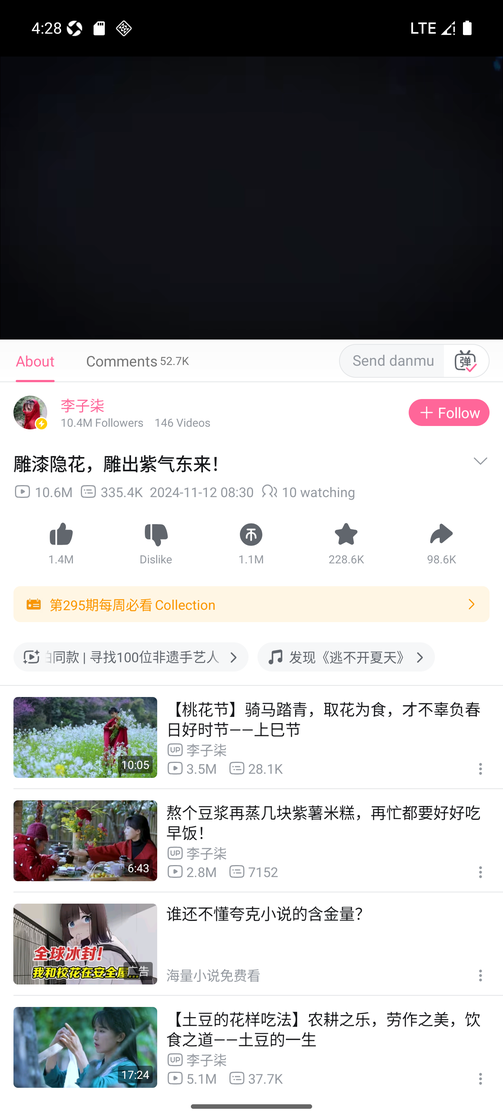 4:28
LTE
About
Comments 52.7K
Send danmu
弹
李子柒
10.4M Followers 146 Videos
+ Follow
雕漆隐花，雕出紫气东来！
10.6M 335.4K 2024-11-12 08:30 10 watching
1.4M
Dislike
1.1M
228.6K
98.6K
第295期每周必看 Collection
同款 | 寻找100位非遗手艺人
发现《逃不开夏天》
【桃花节】骑马踏青，取花为食，才不辜负春
日好时节——上巳节
UP 李子柒
3.5M 28.1K
10:05
熬个豆浆再蒸几块紫薯米糕，再忙都要好好吃
早饭！
UP 李子柒
2.8M 7152
6:43
谁还不懂夸克小说的含金量？
海量小说免费看
全球冰封！
我和校花在安全屋...
广告
【土豆的花样吃法】农耕之乐，劳作之美，饮
食之道——土豆的一生
UP 李子柒
5.1M 37.7K
17:24